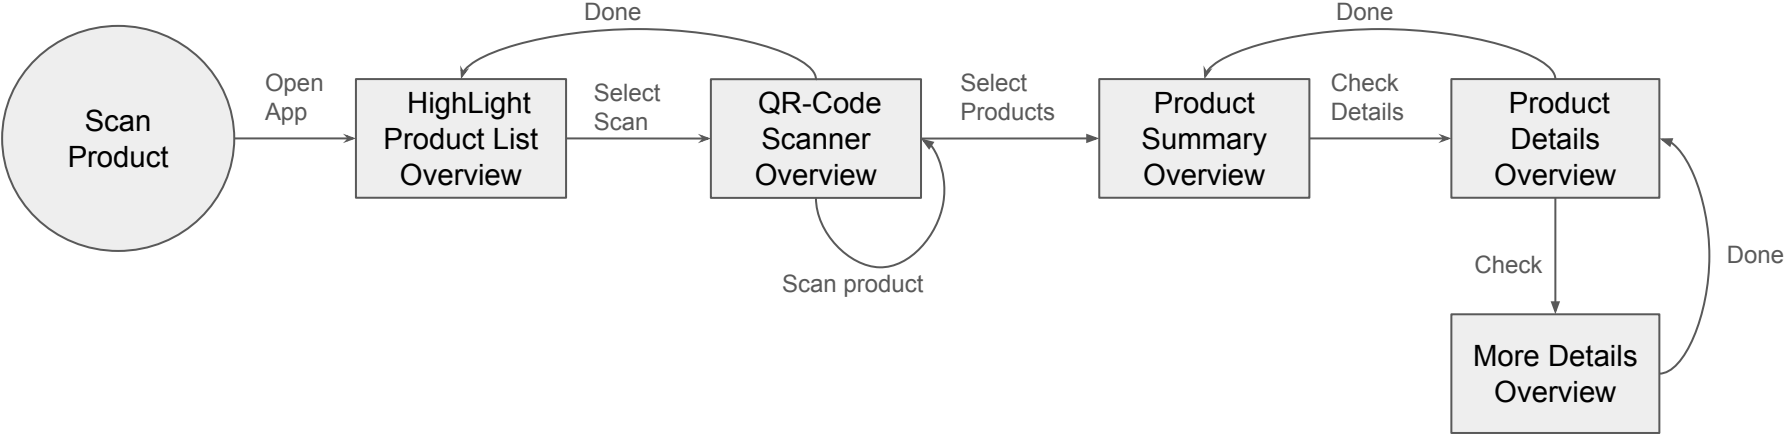 Done
Done
Scan
Product
Open
App
HighLight
Product List
Overview
Select
Scan
QR-Code
Scanner
Overview
Select
Products
Product
Summary
Overview
Check
Details
Product
Details
Overview
Scan product
Check
Done
More Details
Overview